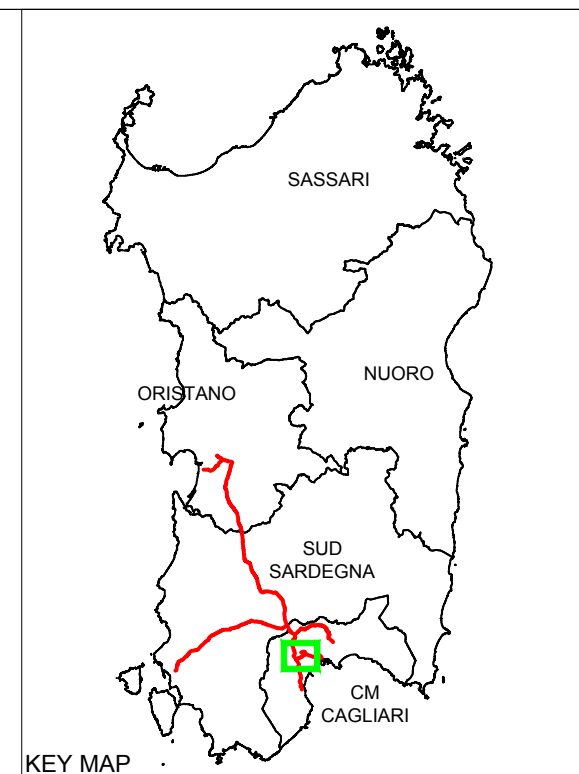 SASSARI
NUORO
ORISTANO
SUD
SARDEGNA
CM
CAGLIARI
KEY MAP